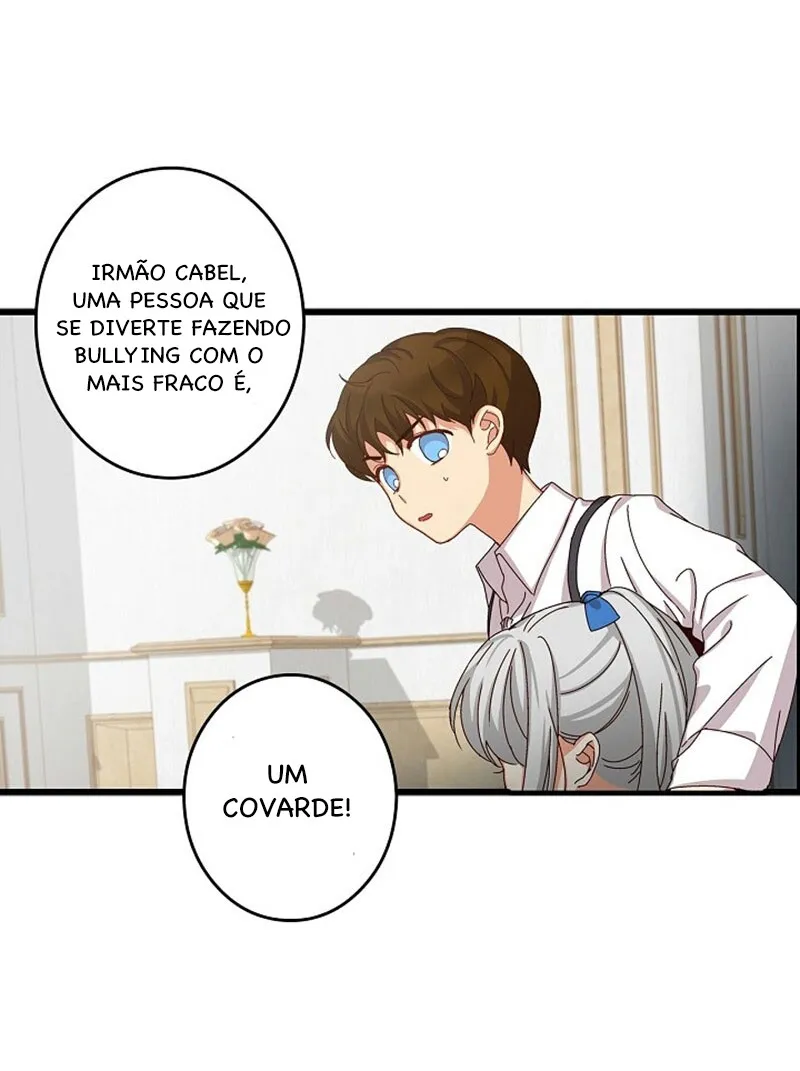 IRMÃO CABEL,
UMA PESSOA QUE
SE DIVERTE FAZENDO
BULLYING COM O
MAIS FRACO É,
UM
COVARDE!